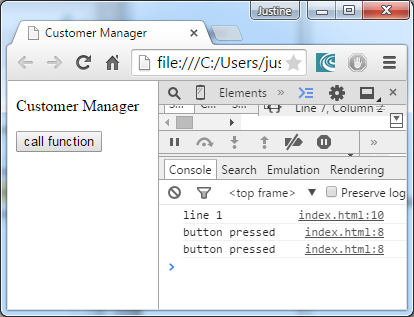 Justine
Customer Manager
file:///C:/Users/jus
Customer Manager
call function
Elements »
Line 7, Column
»
Console Search Emulation Rendering
<top frame> ▼ Preserve log
line 1 index.html:10
button pressed index.html:8
button pressed index.html:8
>